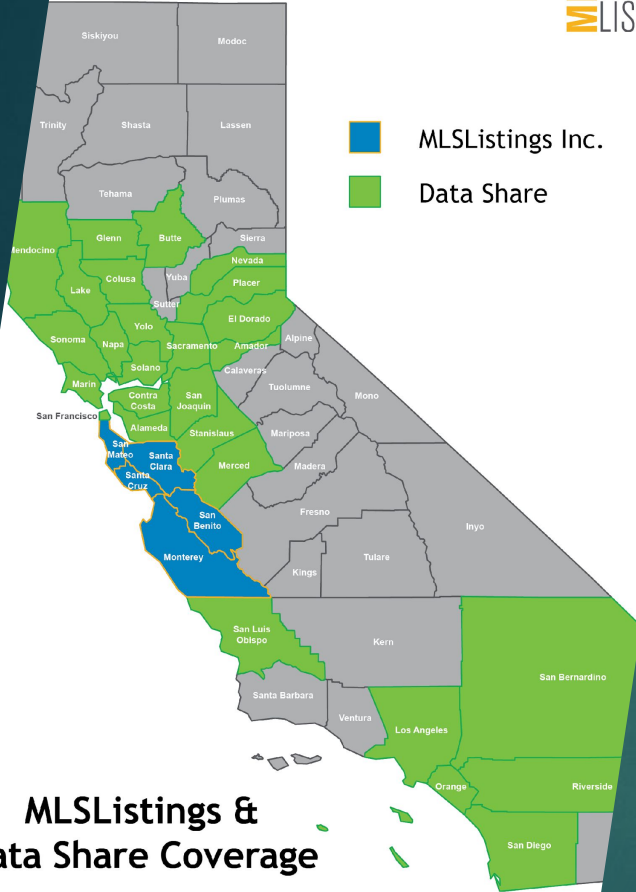 LIS
Siskiyou
Modoc
Trinity
Shasta
Lassen
MLSListings Inc.
Data Share
Tehama
Plumas
Glenn
Butte
Sierra
Mendocino
Nevada
Colusa
Yuba
Placer
Lake
Sutter
El Dorado
Yolo
Sonoma
Napa
Sacramento
Amador
Alpine
Solano
Calaveras
Marin
Contra
Costa
San
Joaquin
Tuolumne
Mono
San Francisco
Alameda
Stanislaus
Mariposa
San
Mateo
Santa
Clara
Merced
Madera
Santa
Cruz
Fresno
San
Benito
Inyo
Monterey
Kings
Tulare
San Luis
Obispo
Kern
San Bernardino
Santa Barbara
Ventura
Los Angeles
Orange
Riverside
San Diego
MLSListings &
ata Share Coverage